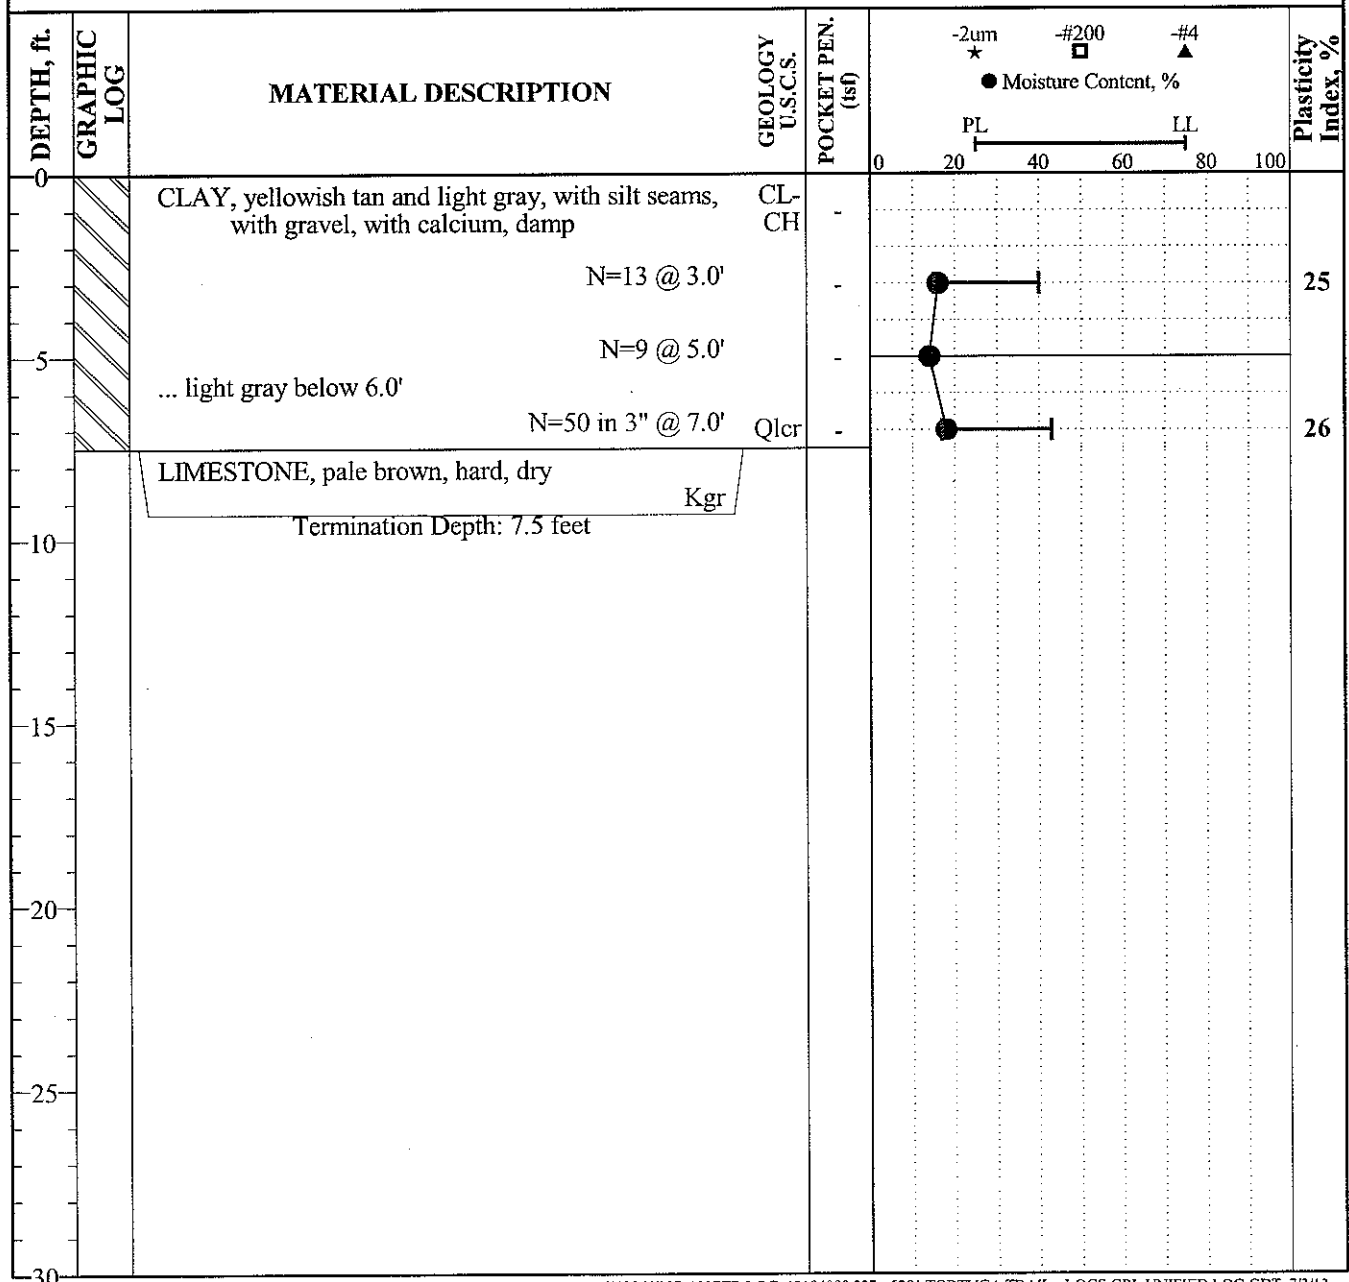 DEPTH, ft.
GRAPHIC LOG
MATERIAL DESCRIPTION
GEOLOGY U.S.C.S.
POCKET PEN. (tsf)
-2um -#200 -#4
Moisture Content, %
PL LL
0 20 40 60 80 100
Plasticity Index, %
0
CLAY, yellowish tan and light gray, with silt seams,
with gravel, with calcium, damp
CL-
CH
-
N=13 @ 3.0'
-
25
5
N=9 @ 5.0'
-
... light gray below 6.0'
N=50 in 3" @ 7.0'
Qlcr
-
26
LIMESTONE, pale brown, hard, dry
Kgr
Termination Depth: 7.5 feet
10
15
20
25
30